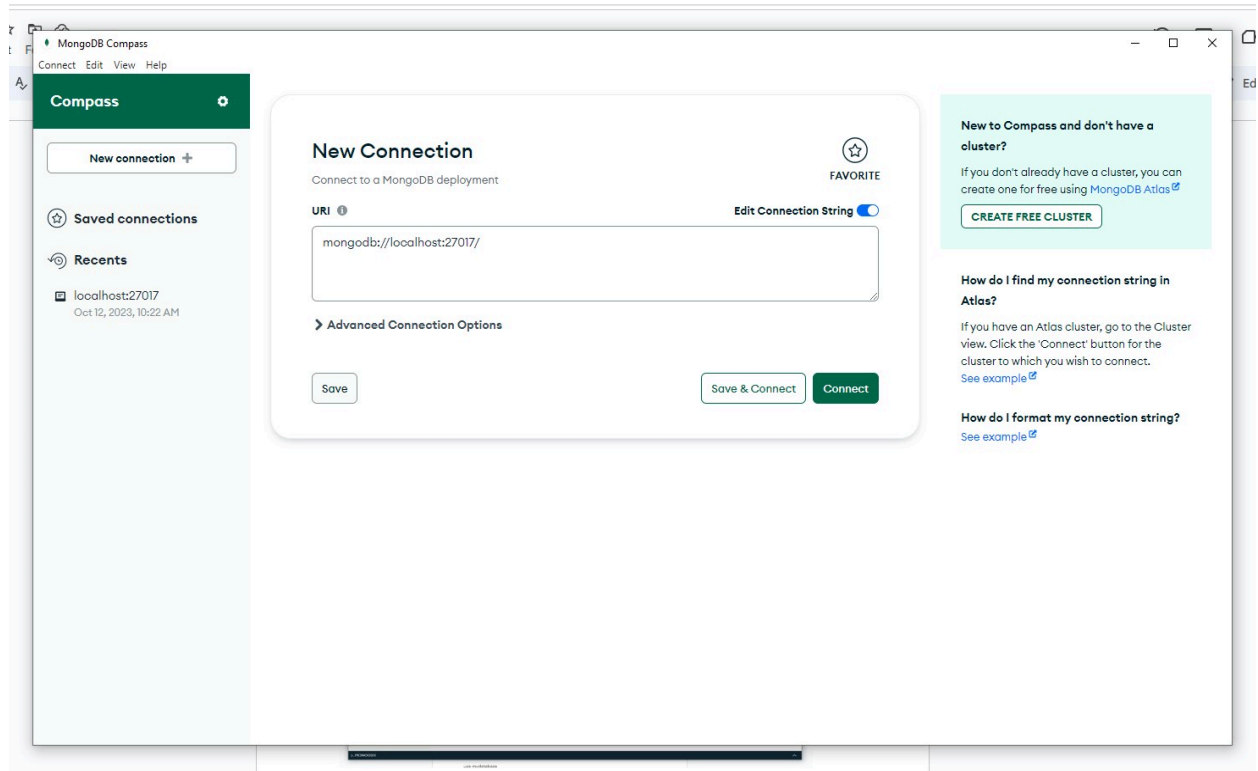 MongoDB Compass
Connect Edit View Help
Compass
New connection
Saved connections
Recents
localhost:27017
Oct 12, 2023, 10:22 AM
New Connection
FAVORITE
Connect to a MongoDB deployment
URI
Edit Connection String
mongodb://localhost:27017/
Advanced Connection Options
Save
Save & Connect
Connect
New to Compass and don't have a
cluster?
If you don't already have a cluster, you can
create one for free using MongoDB Atlas
CREATE FREE CLUSTER
How do I find my connection string in
Atlas?
If you have an Atlas cluster, go to the Cluster
view. Click the 'Connect' button for the
cluster to which you wish to connect.
See example
How do I format my connection string?
See example
Ed